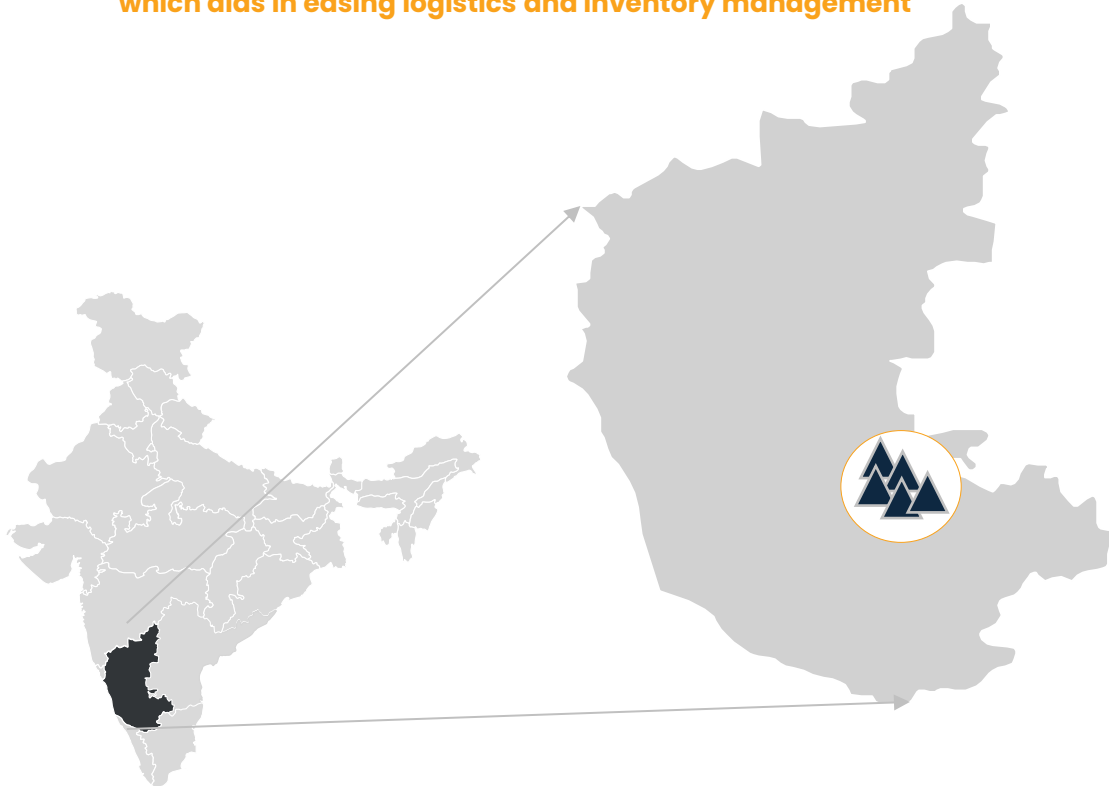 which aids in easing logistics and inventory management